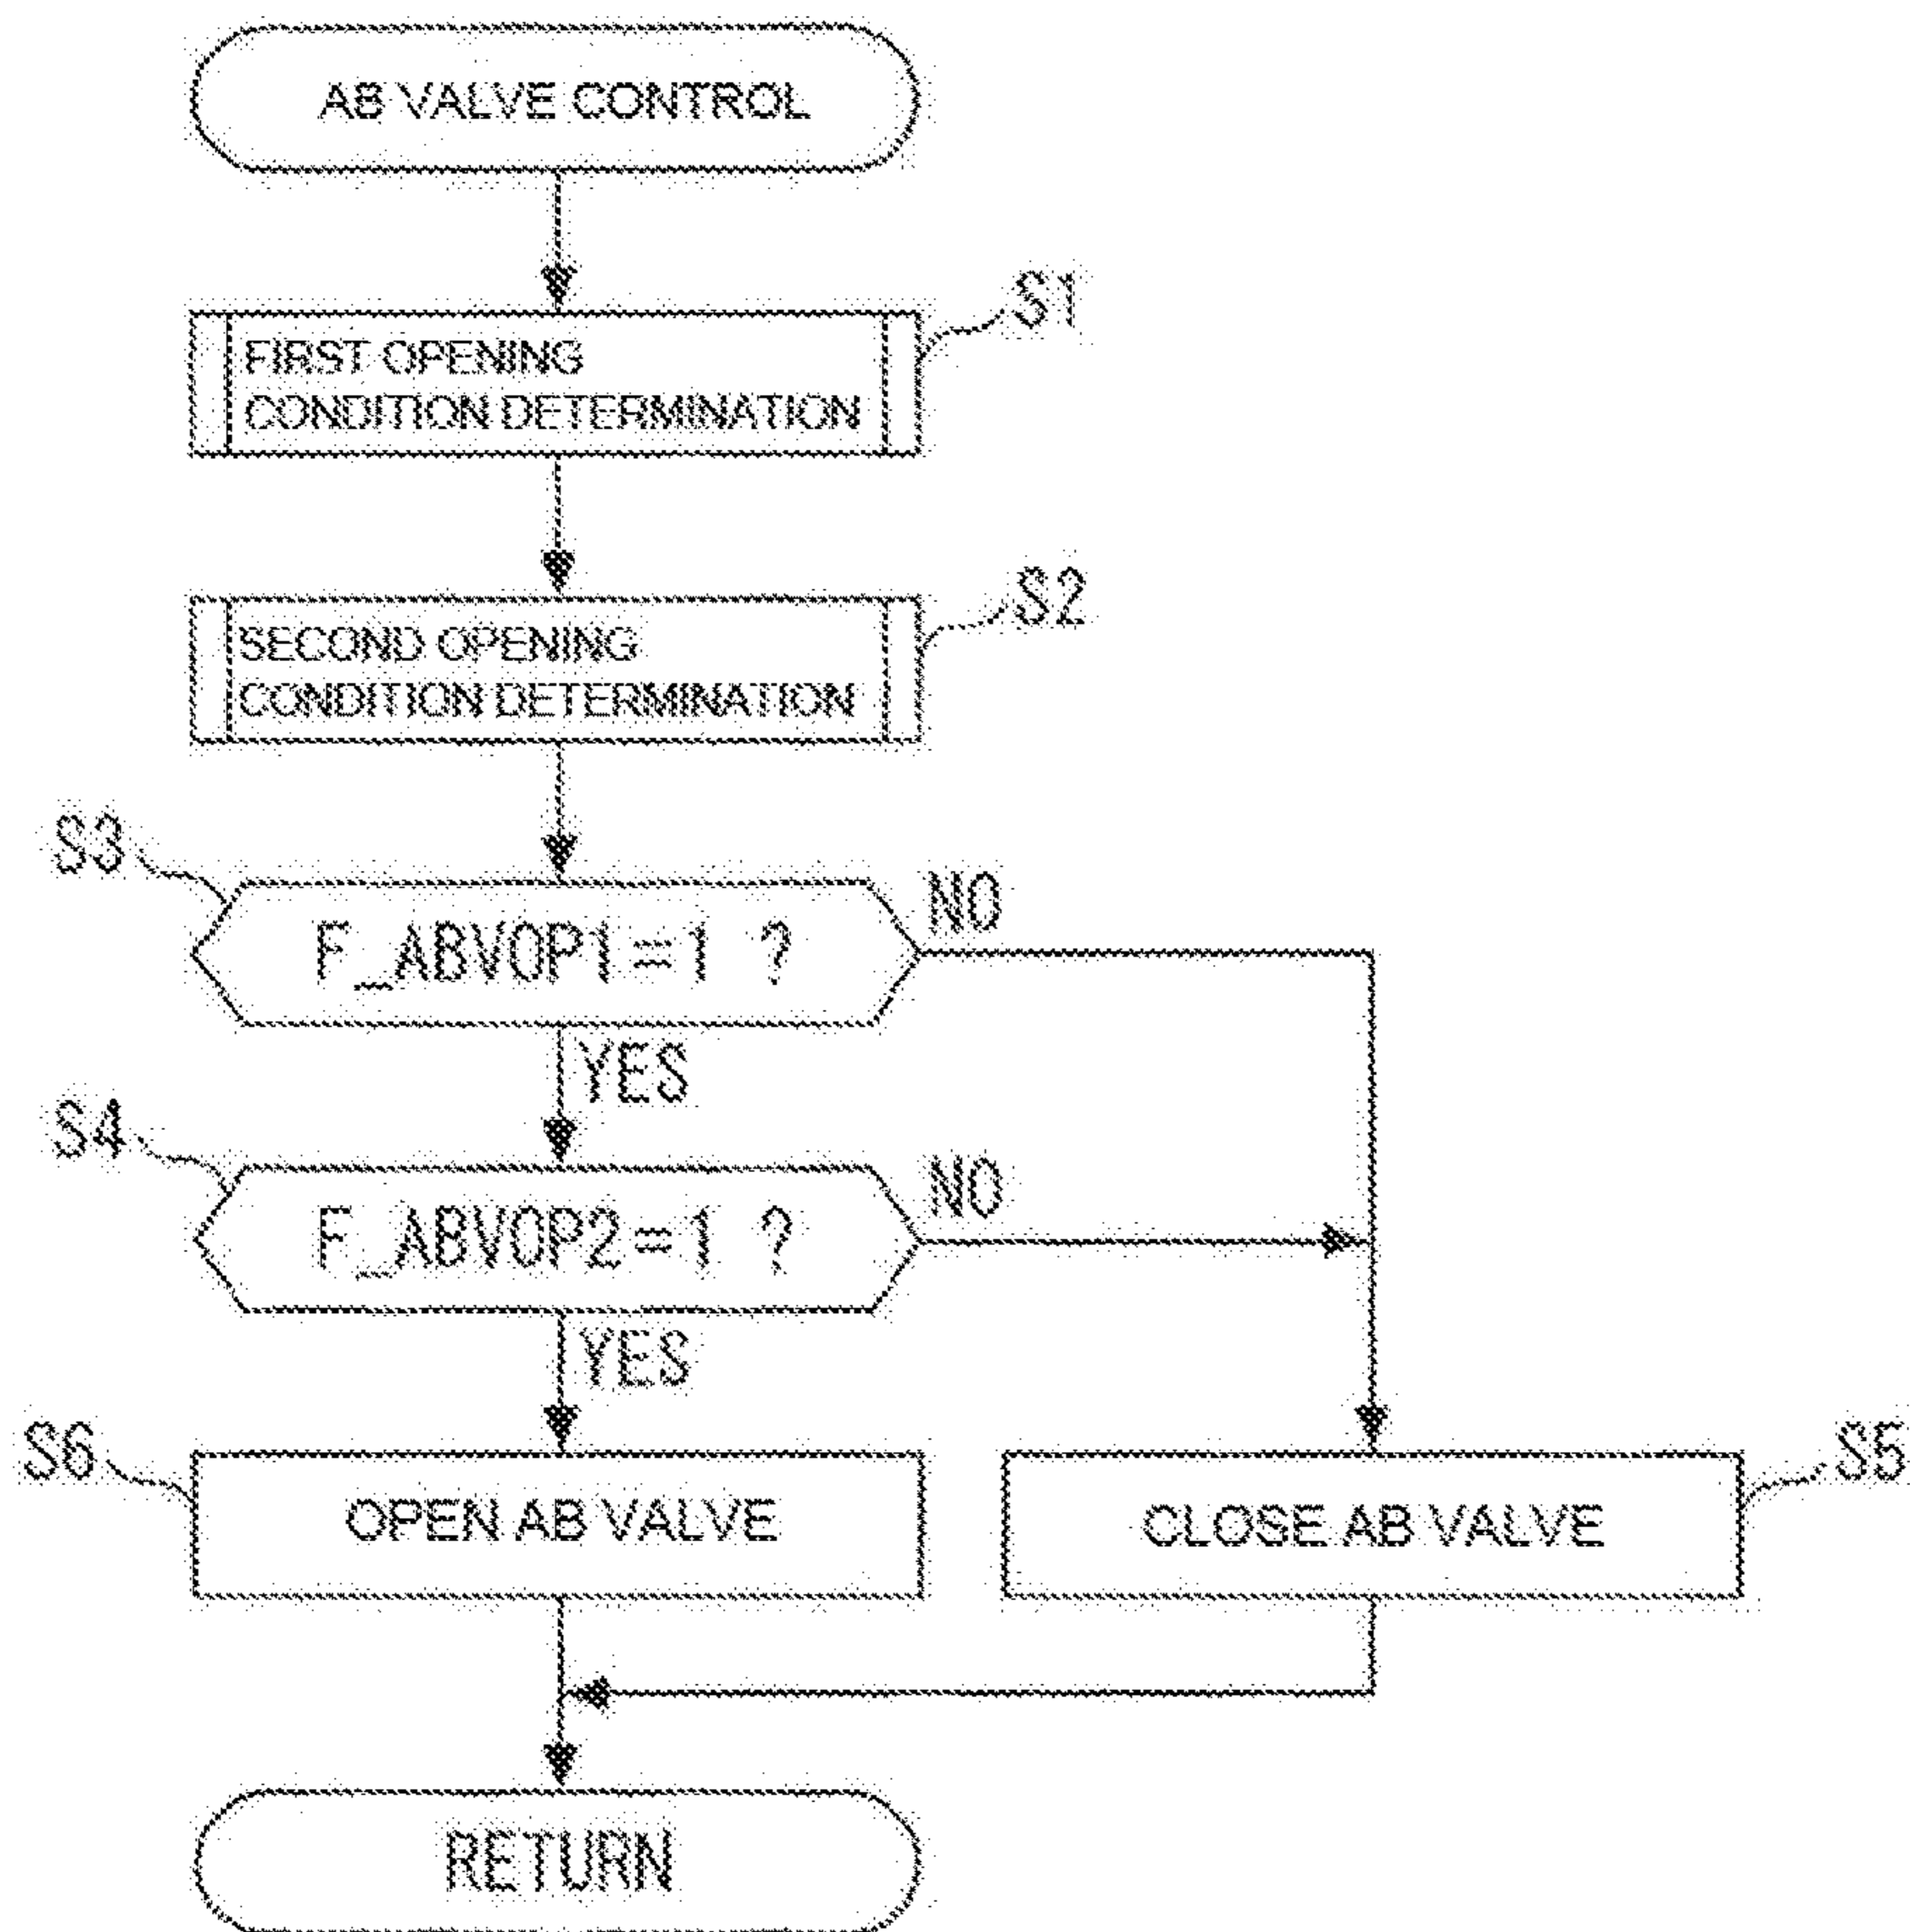 AB VALVE CONTROL
S1
FIRST OPENING
CONDITION DETERMINATION
S2
SECOND OPENING
CONDITION DETERMINATION
S3
F_ABVOP1=1 ?
NO
YES
S4
F_ABVOP2=1 ?
NO
YES
S6
OPEN AB VALVE
CLOSE AB VALVE
S5
RETURN